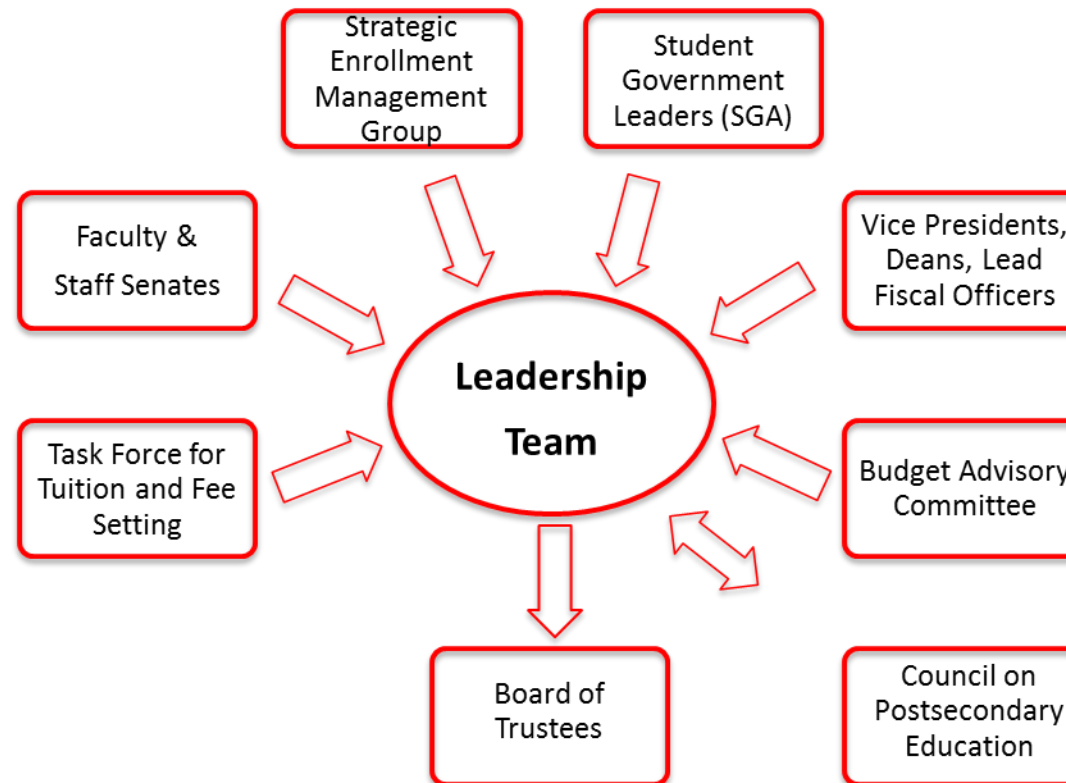 Strategic
Enrollment
Management
Group
Student
Government
Leaders (SGA)
Faculty &
Staff Senates
Vice Presidents,
Deans, Lead
Fiscal Officers
Leadership
Team
Task Force for
Tuition and Fee
Setting
Budget Advisory
Committee
Board of
Trustees
Council on
Postsecondary
Education